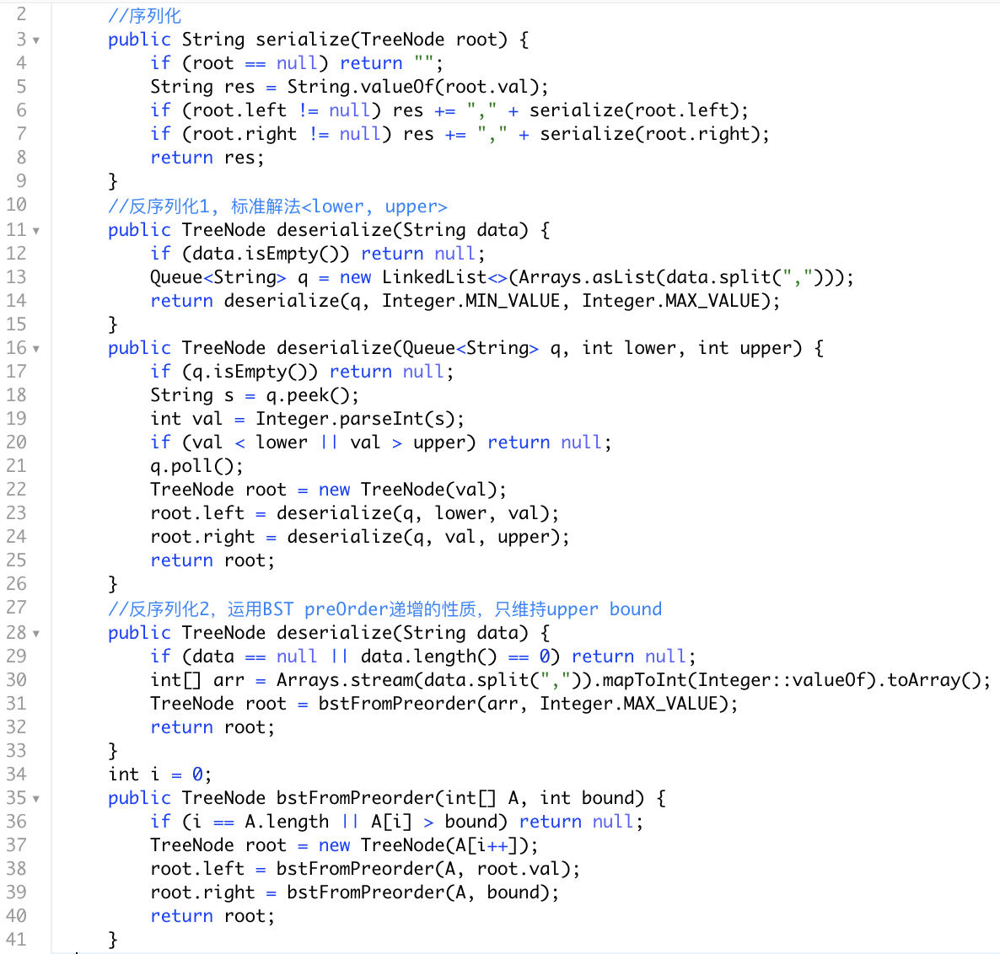 2 //序列化
3 public String serialize(TreeNode root) {
4 if (root == null) return "";
5 String res = String.valueOf(root.val);
6 if (root.left != null) res += "," + serialize(root.left);
7 if (root.right != null) res += "," + serialize(root.right);
8 return res;
9 }
10 //反序列化1, 标准解法<lower, upper>
11 public TreeNode deserialize(String data) {
12 if (data.isEmpty()) return null;
13 Queue<String> q = new LinkedList<>(Arrays.asList(data.split(",")));
14 return deserialize(q, Integer.MIN_VALUE, Integer.MAX_VALUE);
15 }
16 public TreeNode deserialize(Queue<String> q, int lower, int upper) {
17 if (q.isEmpty()) return null;
18 String s = q.peek();
19 int val = Integer.parseInt(s);
20 if (val < lower || val > upper) return null;
21 q.poll();
22 TreeNode root = new TreeNode(val);
23 root.left = deserialize(q, lower, val);
24 root.right = deserialize(q, val, upper);
25 return root;
26 }
27 //反序列化2，运用BST preOrder递增的性质，只维持upper bound
28 public TreeNode deserialize(String data) {
29 if (data == null || data.length() == 0) return null;
30 int[] arr = Arrays.stream(data.split(",")).mapToInt(Integer::valueOf).toArray();
31 TreeNode root = bstFromPreorder(arr, Integer.MAX_VALUE);
32 return root;
33 }
34 int i = 0;
35 public TreeNode bstFromPreorder(int[] A, int bound) {
36 if (i == A.length || A[i] > bound) return null;
37 TreeNode root = new TreeNode(A[i++]);
38 root.left = bstFromPreorder(A, root.val);
39 root.right = bstFromPreorder(A, bound);
40 return root;
41 }